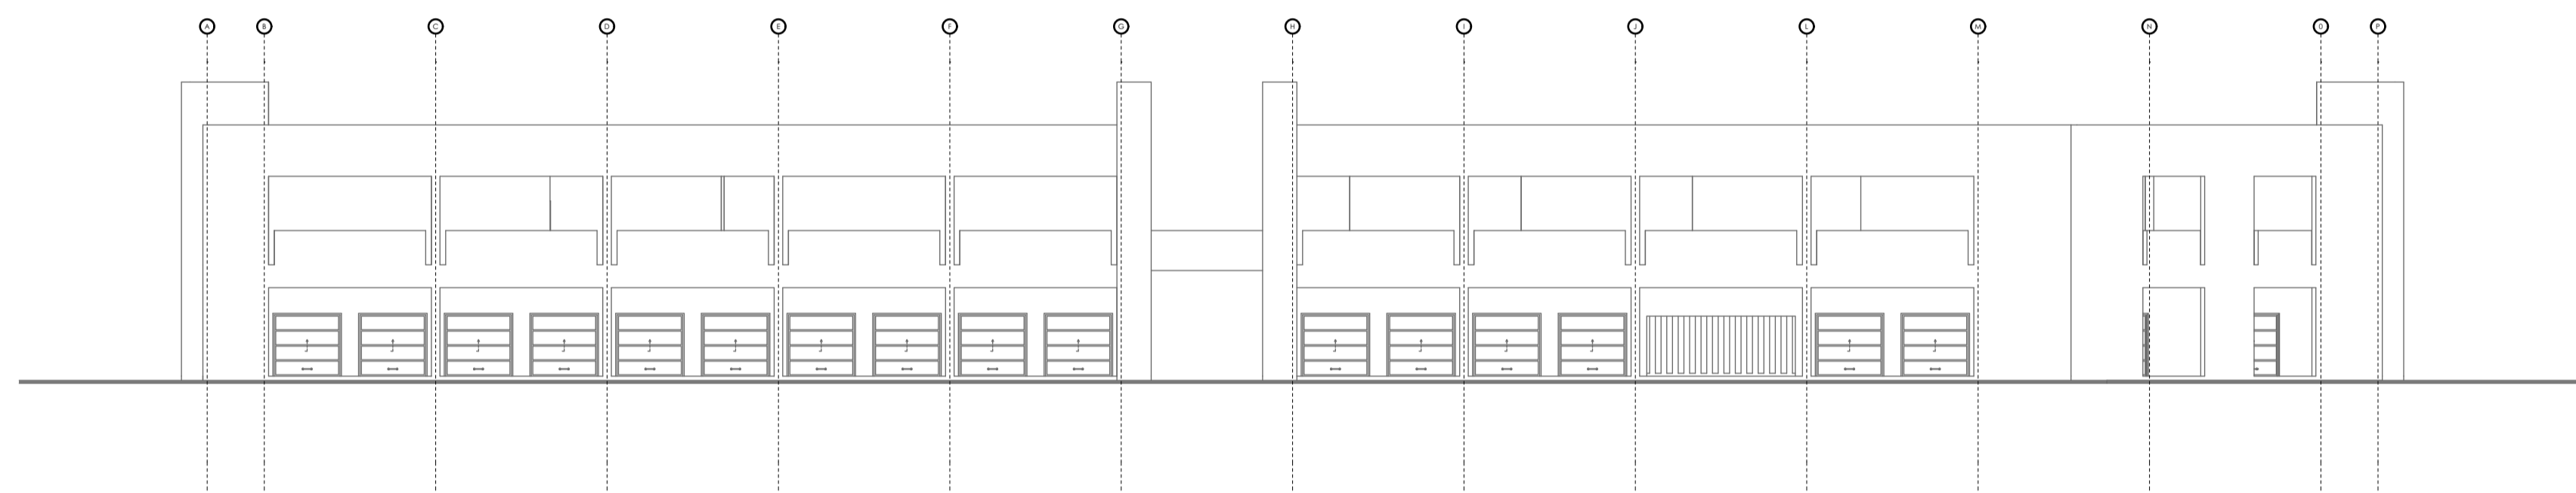 A B C D E F G H I J L M N O P